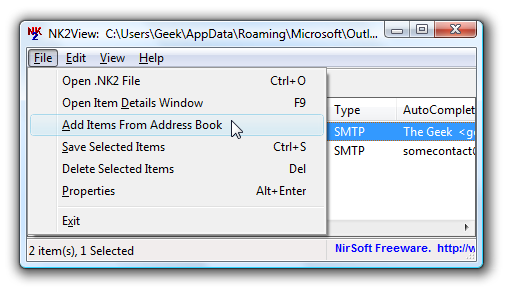 NK2View: C:\Users\Geek\AppData\Roaming\Microsoft\Outl...
File Edit View Help
Open .NK2 File Ctrl+O
Open Item Details Window F9
Add Items From Address Book
Save Selected Items Ctrl+S
Delete Selected Items Del
Properties Alt+Enter
Exit
Type AutoComplet
SMTP The Geek <g
SMTP somecontact
2 item(s), 1 Selected
NirSoft Freeware. http://w